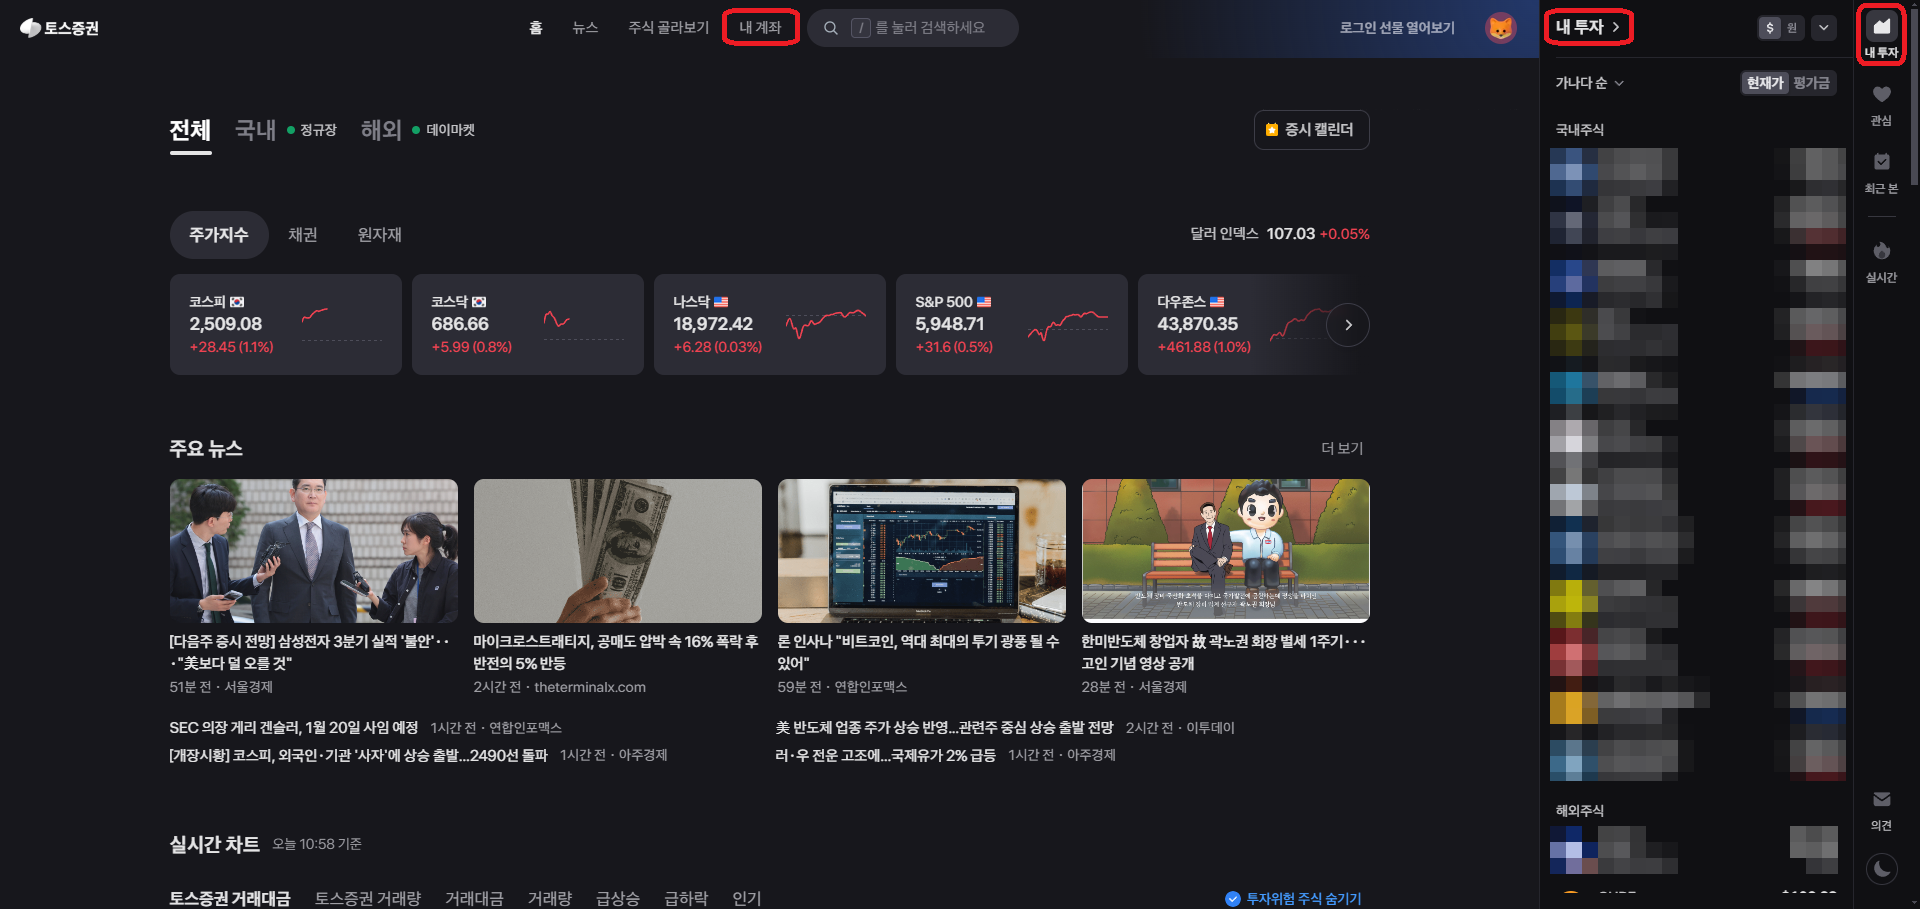 토스증권
홈
뉴스
주식 골라보기
내 계좌
/ 를 눌러 검색하세요
로그인 선물 열어보기
내 투자 >
$ 원
내 투자
가나다 순
현재가 평가금
관심
국내주식
최근 본
실시간
전체
국내 정규장
해외 데이마켓
증시 캘린더
주가지수
채권
원자재
달러 인덱스 107.03 +0.05%
코스피
2,509.08
+28.45 (1.1%)
코스닥
686.66
+5.99 (0.8%)
나스닥
18,972.42
+6.28 (0.03%)
S&P 500
5,948.71
+31.6 (0.5%)
다우존스
43,870.35
+461.88 (1.0%)
주요 뉴스
더 보기
[다음주 증시 전망] 삼성전자 3분기 실적 '불안'··
·"美보다 덜 오를 것"
51분 전 · 서울경제
마이크로스트래티지, 공매도 압박 속 16% 폭락 후
반전의 5% 반등
2시간 전 · theterminalx.com
론 인사나 "비트코인, 역대 최대의 투기 광풍 될 수
있어"
59분 전 · 연합인포맥스
한미반도체 창업자 故 곽노권 회장 별세 1주기···
고인 기념 영상 공개
28분 전 · 서울경제
SEC 의장 게리 겐슬러, 1월 20일 사임 예정 1시간 전 · 연합인포맥스
美 반도체 업종 주가 상승 반영...관련주 중심 상승 출발 전망 2시간 전 · 이투데이
[개장시황] 코스피, 외국인·기관 '사자'에 상승 출발...2490선 돌파 1시간 전 · 아주경제
러·우 전운 고조에...국제유가 2% 급등 1시간 전 · 아주경제
해외주식
의견
실시간 차트 오늘 10:58 기준
토스증권 거래대금
토스증권 거래량
거래대금
거래량
급상승
급하락
인기
투자위험 주식 숨기기